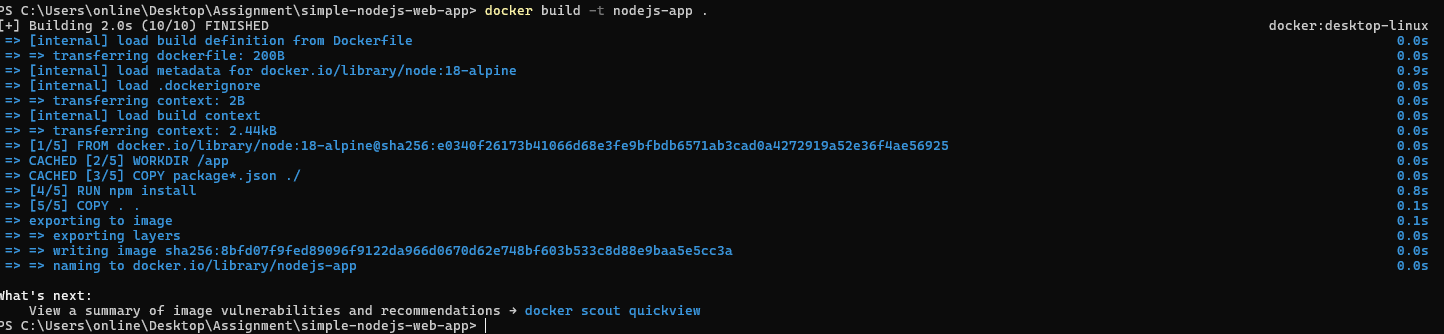 PS C:\Users\online\Desktop\Assignment\simple-nodejs-web-app> docker build -t nodejs-app .
[+] Building 2.0s (10/10) FINISHED docker:desktop-linux
=> [internal] load build definition from Dockerfile 0.0s
=> => transferring dockerfile: 200B 0.0s
=> [internal] load metadata for docker.io/library/node:18-alpine 0.9s
=> [internal] load .dockerignore 0.0s
=> => transferring context: 2B 0.0s
=> [internal] load build context 0.0s
=> => transferring context: 2.44kB 0.0s
=> [1/5] FROM docker.io/library/node:18-alpine@sha256:e0340f26173b41066d68e3fe9bfbdb6571ab3cad0a4272919a52e36f4ae56925 0.0s
=> CACHED [2/5] WORKDIR /app 0.0s
=> CACHED [3/5] COPY package*.json ./ 0.0s
=> [4/5] RUN npm install 0.8s
=> [5/5] COPY . . 0.1s
=> exporting to image 0.1s
=> => exporting layers 0.0s
=> => writing image sha256:8bfd07f9fed89096f9122da966d0670d62e748bf603b533c8d88e9baa5e5cc3a 0.0s
=> => naming to docker.io/library/nodejs-app 0.0s
What's next:
View a summary of image vulnerabilities and recommendations → docker scout quickview
PS C:\Users\online\Desktop\Assignment\simple-nodejs-web-app>